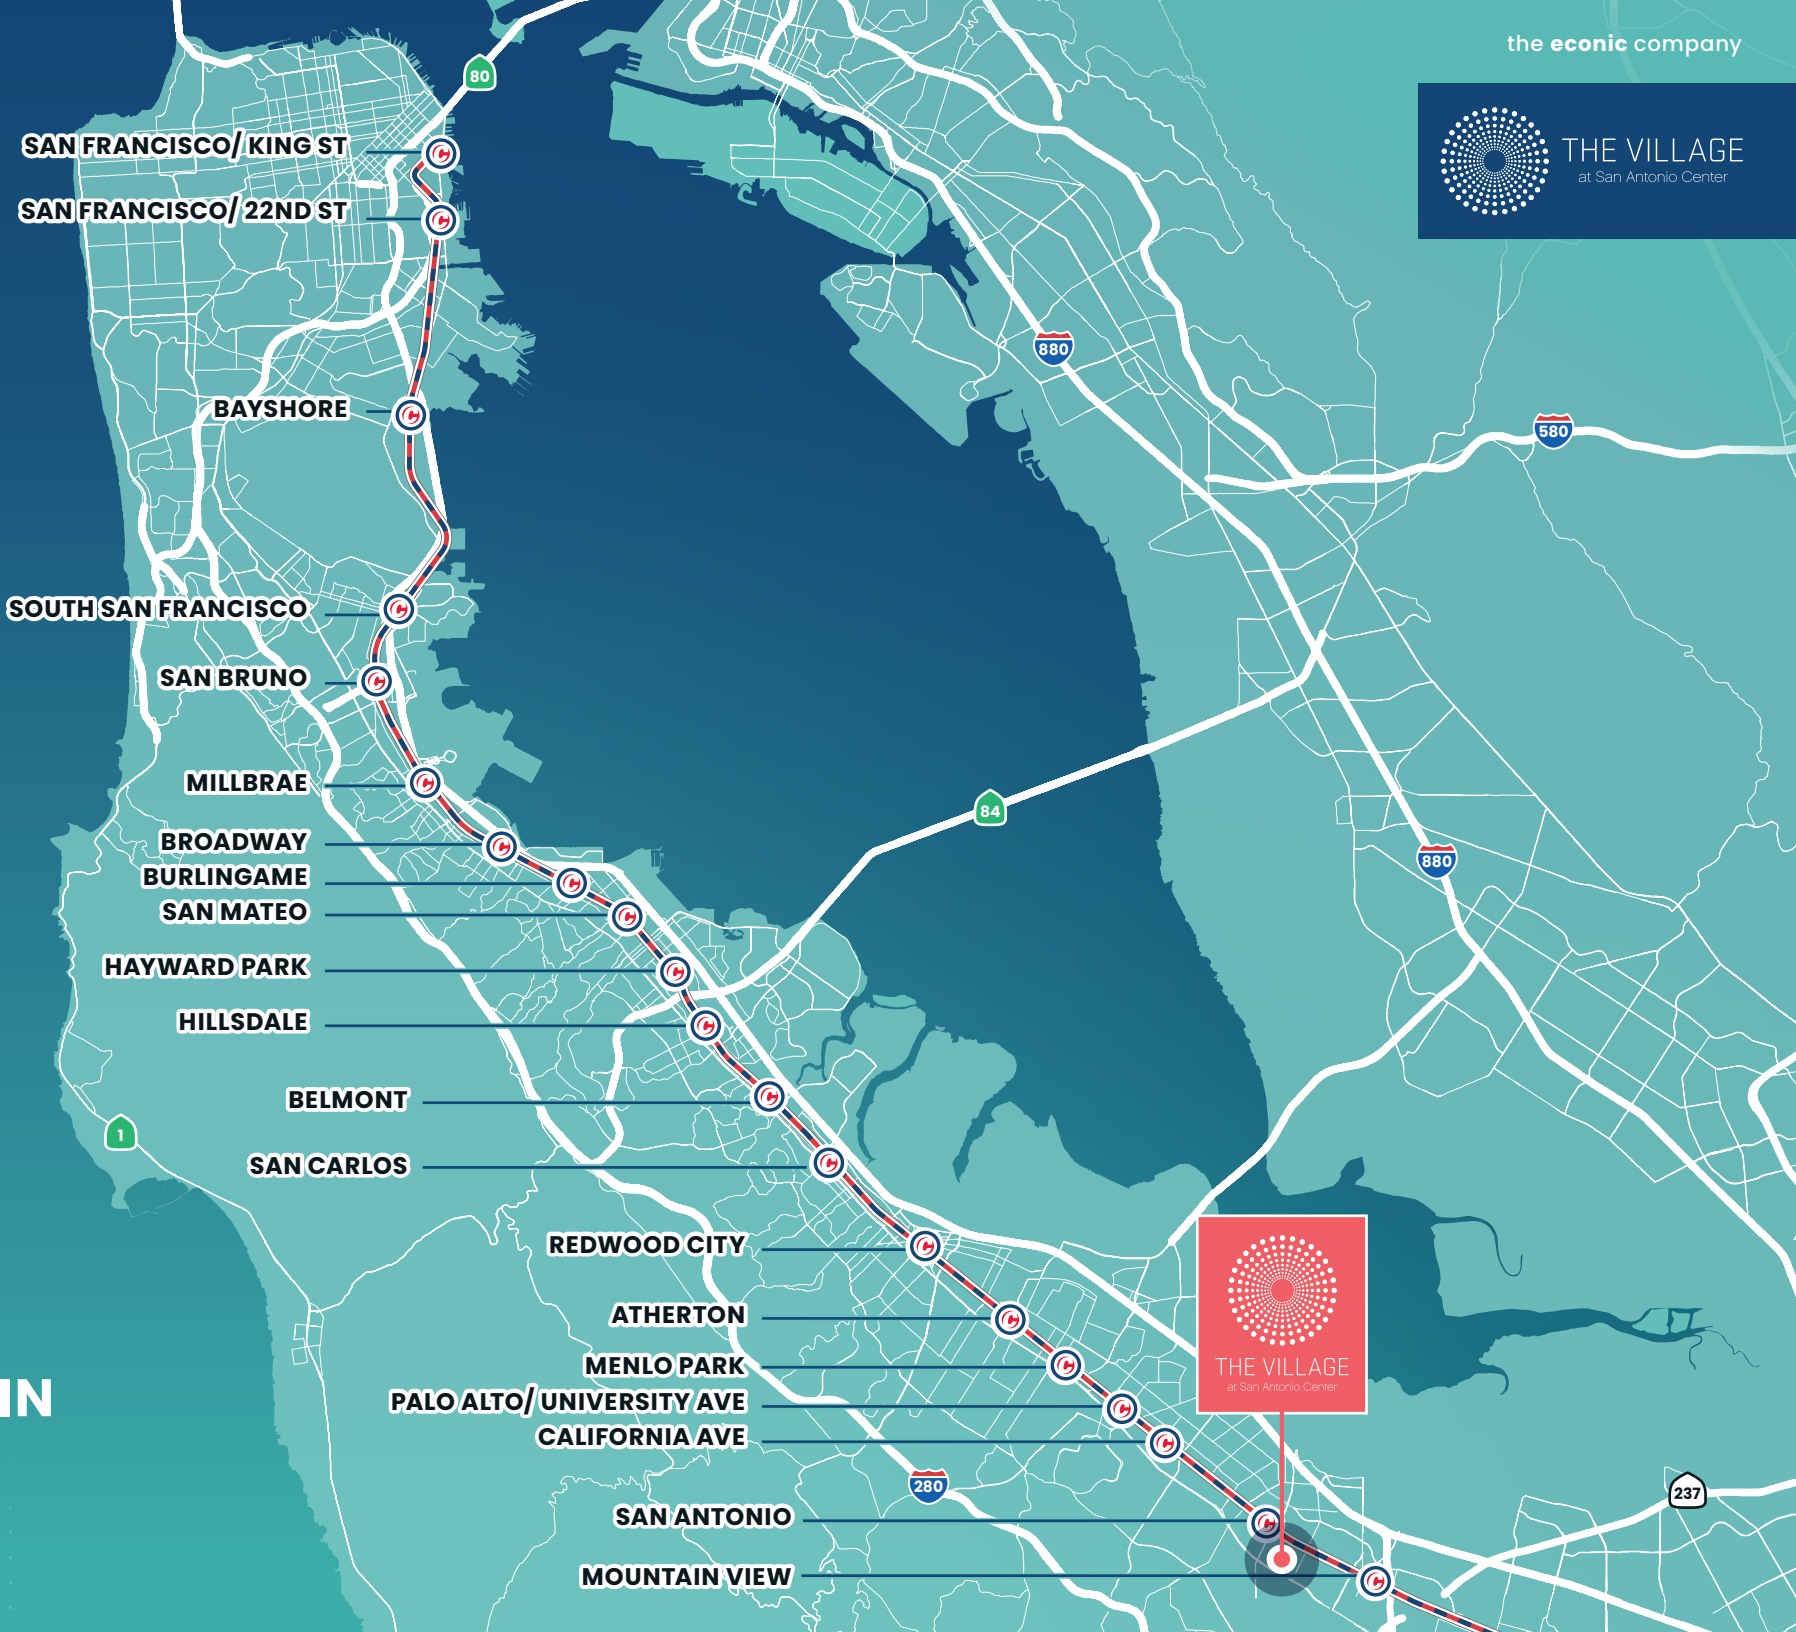 the econic company
THE VILLAGE
at San Antonio Center
80
SAN FRANCISCO/ KING ST
SAN FRANCISCO/ 22ND ST
880
BAYSHORE
580
SOUTH SAN FRANCISCO
SAN BRUNO
MILLBRAE
84
BROADWAY
880
BURLINGAME
SAN MATEO
HAYWARD PARK
HILLSDALE
BELMONT
1
SAN CARLOS
REDWOOD CITY
ATHERTON
MENLO PARK
THE VILLAGE
at San Antonio Center
IN
PALO ALTO/ UNIVERSITY AVE
CALIFORNIA AVE
280
237
SAN ANTONIO
MOUNTAIN VIEW